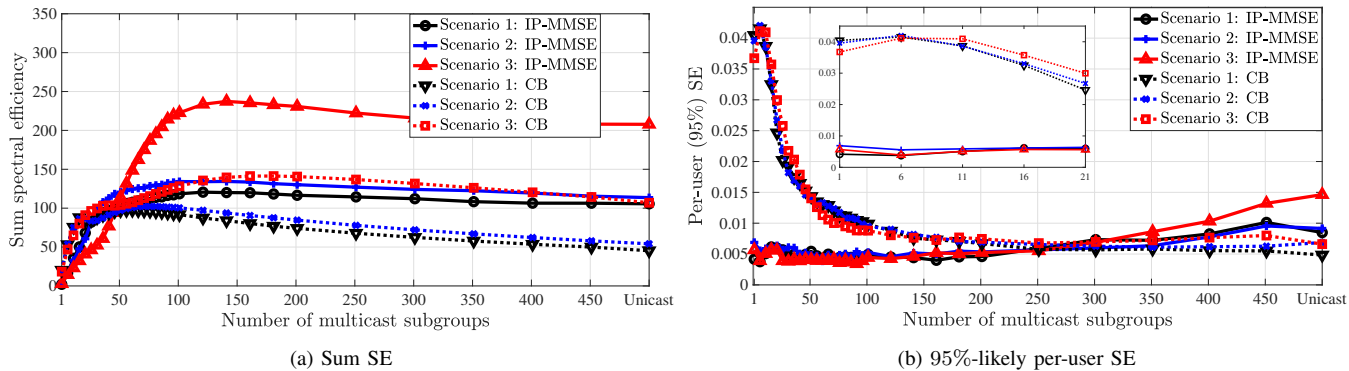 Sum spectral efficiency
350
300
250
200
150
100
50
0
1
50
100
150
200
250
300
350
400
450
Unicast
Number of multicast subgroups
Scenario 1: IP-MMSE
Scenario 2: IP-MMSE
Scenario 3: IP-MMSE
Scenario 1: CB
Scenario 2: CB
Scenario 3: CB
(a) Sum SE
Per-user (95%) SE
0.04
0.035
0.03
0.025
0.02
0.015
0.01
0.005
0
1
50
100
150
200
250
300
350
400
450
Unicast
Number of multicast subgroups
0.04
0.03
0.02
0.01
0
1
6
11
16
21
Scenario 1: IP-MMSE
Scenario 2: IP-MMSE
Scenario 3: IP-MMSE
Scenario 1: CB
Scenario 2: CB
Scenario 3: CB
(b) 95%-likely per-user SE